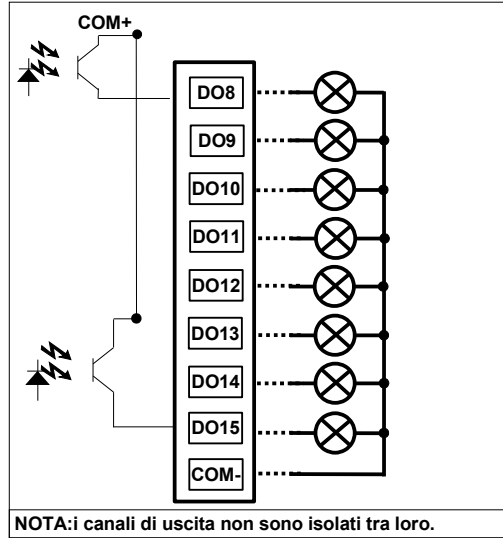 COM+
DO8
DO9
DO10
DO11
DO12
DO13
DO14
DO15
COM-
NOTA:i canali di uscita non sono isolati tra loro.